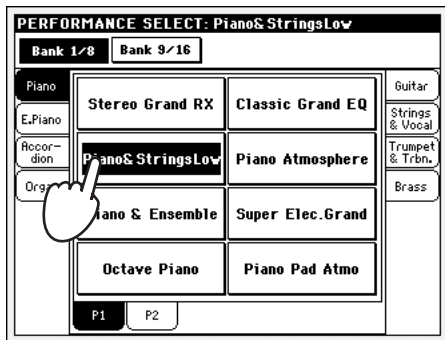 PERFORMANCE SELECT: Piano&StringsLow
Bank 1/8 Bank 9/16
Piano
E.Piano
Accor-
dion
Stereo Grand RX
Classic Grand EQ
Piano&StringsLow
Piano Atmosphere
Super Elec.Grand
Octave Piano
Piano Pad Atmo
Guitar
Strings
& Vocal
Trumpet
& Trbn.
Brass
P1 P2